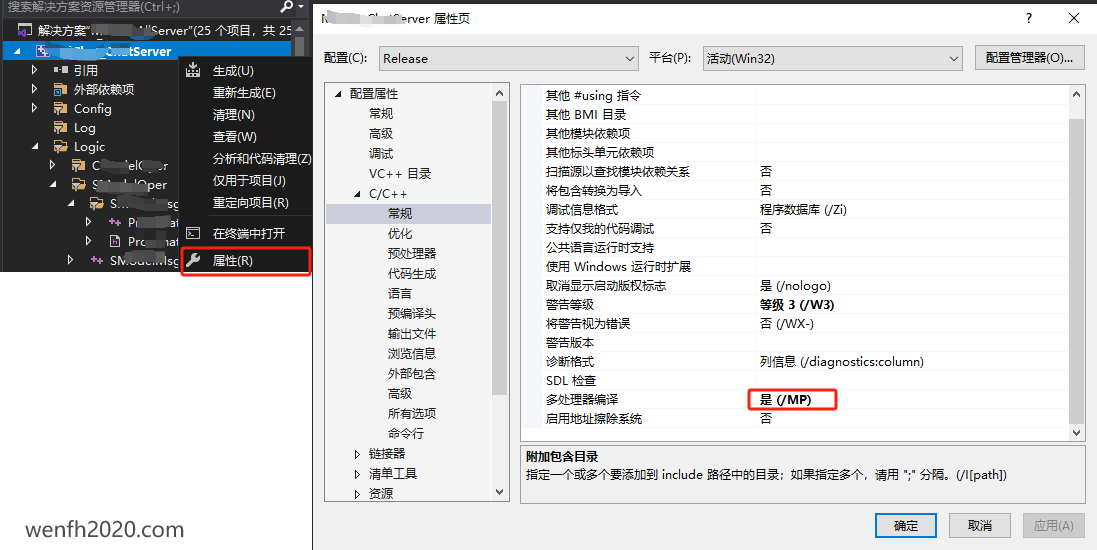 搜索解决方案资源管理器(Ctrl+;)
解决方案"
Server"(25 个项目，共 25
ChatServer
引用
外部依赖项
Config
Log
Logic
生成(U)
重新生成(E)
清理(N)
查看(W)
分析和代码清理(Z)
仅用于项目(J)
重定向项目(R)
在终端中打开
属性(R)
ChatServer 属性页
? ×
配置(C):
Release
平台(P):
活动(Win32)
配置管理器(O)...
配置属性
常规
高级
调试
VC++ 目录
C/C++
常规
优化
预处理器
代码生成
语言
预编译头
输出文件
浏览信息
外部包含
高级
所有选项
命令行
链接器
清单工具
资源
其他 #using 指令
其他 BMI 目录
其他模块依赖项
其他标头单元依赖项
扫描源以查找模块依赖关系 否
将包含转换为导入 否
调试信息格式 程序数据库 (/Zi)
支持仅我的代码调试 否
公共语言运行时支持
使用 Windows 运行时扩展
取消显示启动版权标志 是 (/nologo)
警告等级 等级 3 (/W3)
将警告视为错误 否 (/WX-)
警告版本
诊断格式 列信息 (/diagnostics:column)
SDL 检查
多处理器编译 是 (/MP)
启用地址擦除系统 否
附加包含目录
指定一个或多个要添加到 include 路径中的目录；如果指定多个，请用 ";" 分隔。(/I[path])
确定
取消
应用(A)
wenfh2020.com